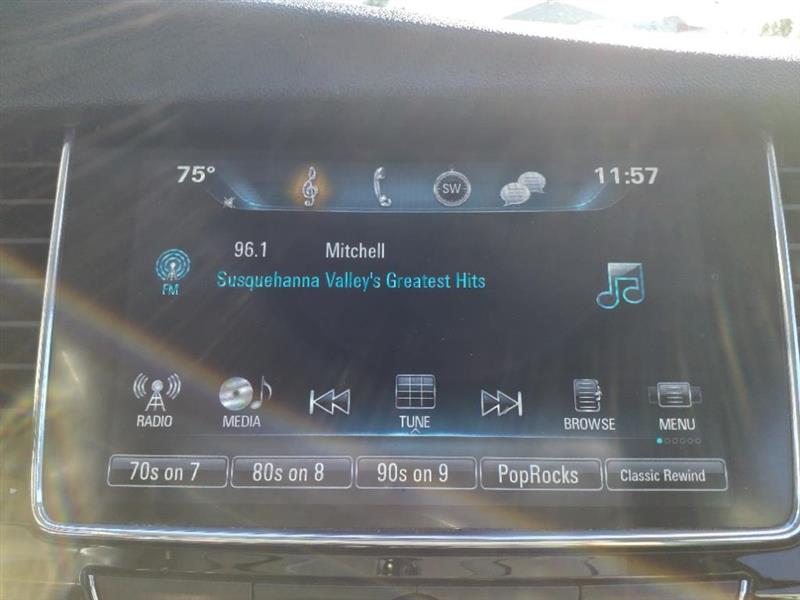 75° SW 11:57
96.1 Mitchell
FM Susquehanna Valley's Greatest Hits
RADIO MEDIA TUNE BROWSE MENU
70s on 7 80s on 8 90s on 9 PopRocks Classic Rewind